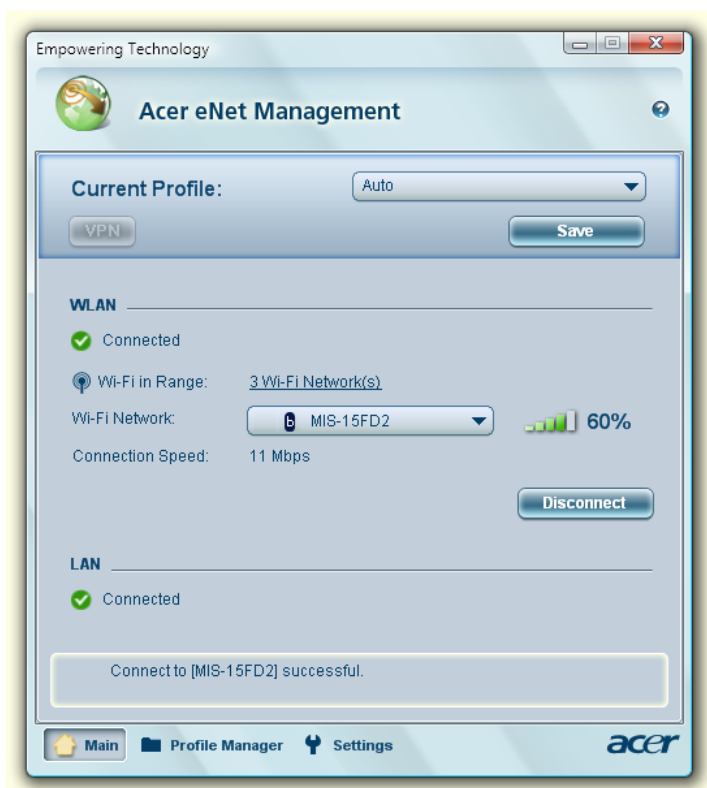 Empowering Technology
Acer eNet Management
Current Profile: Auto
VPN Save
WLAN
Connected
Wi-Fi in Range: 3 Wi-Fi Network(s)
Wi-Fi Network: b MIS-15FD2 60%
Connection Speed: 11 Mbps
Disconnect
LAN
Connected
Connect to [MIS-15FD2] successful.
Main Profile Manager Settings acer